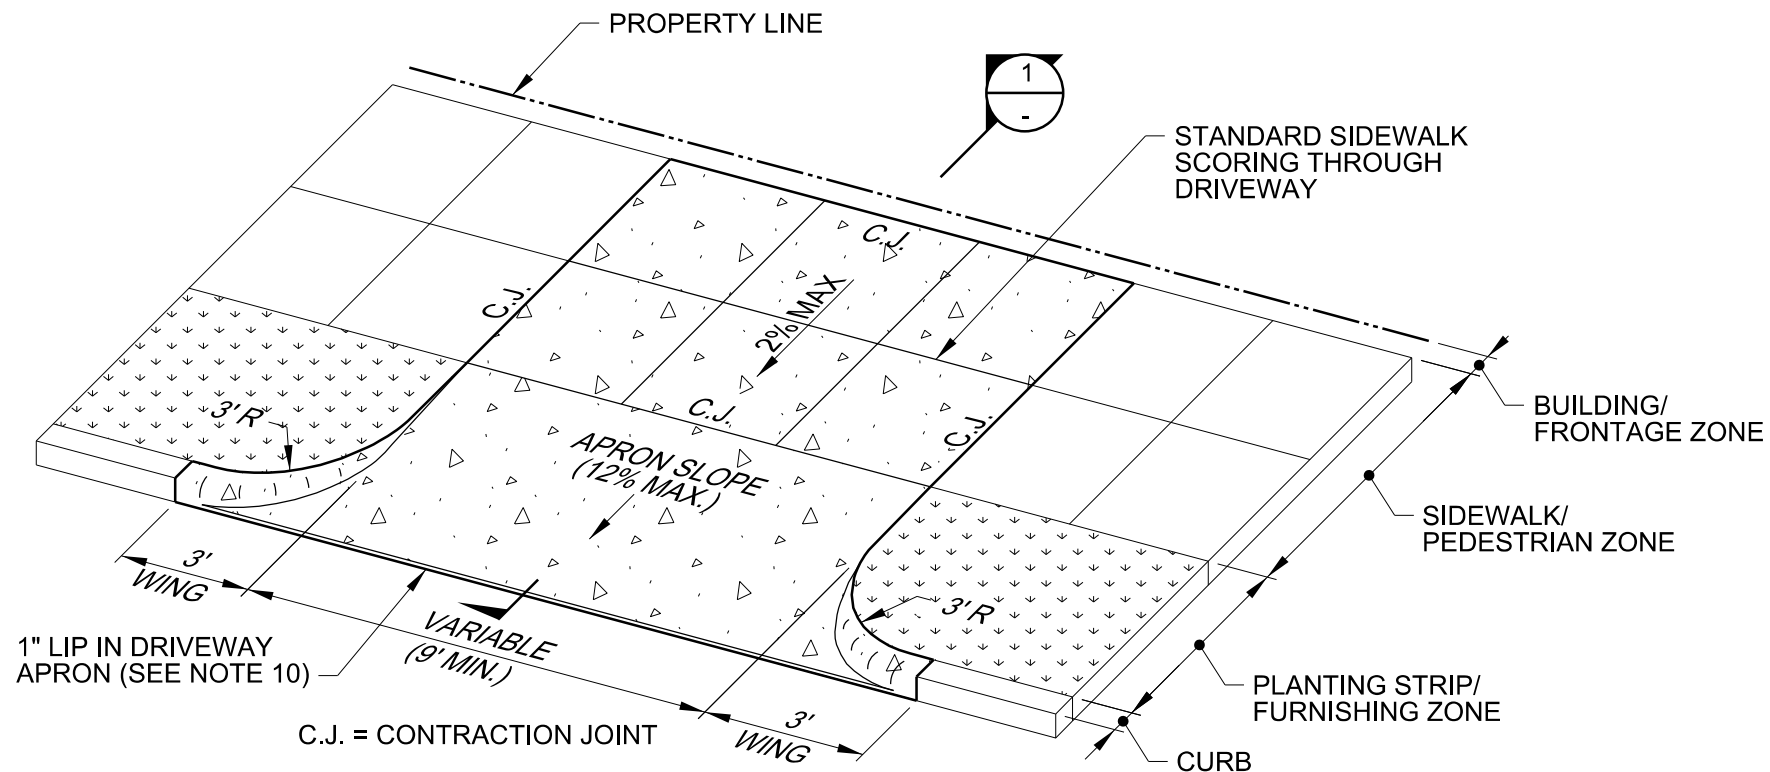 PROPERTY LINE
1
-
STANDARD SIDEWALK
SCORING THROUGH
DRIVEWAY
C.J.
C.J.
2% MAX
BUILDING/
FRONTAGE ZONE
3' R
C.J.
C.J.
APRON SLOPE
(12% MAX.)
SIDEWALK/
PEDESTRIAN ZONE
3'
WING
3' R
1" LIP IN DRIVEWAY
APRON (SEE NOTE 10)
VARIABLE
(9' MIN.)
PLANTING STRIP/
FURNISHING ZONE
3'
WING
C.J. = CONTRACTION JOINT
CURB